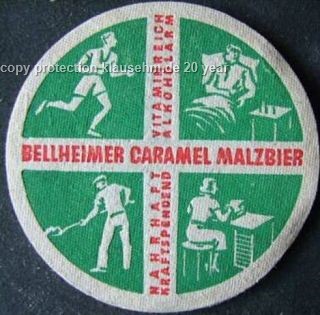 copy protection klausehm.de 20 year
VITAMINREICH
ALKOHOLARM
BELLHEIMER CARAMEL MALZBIER
NAHRHAFT
KRAFTSPENDEND